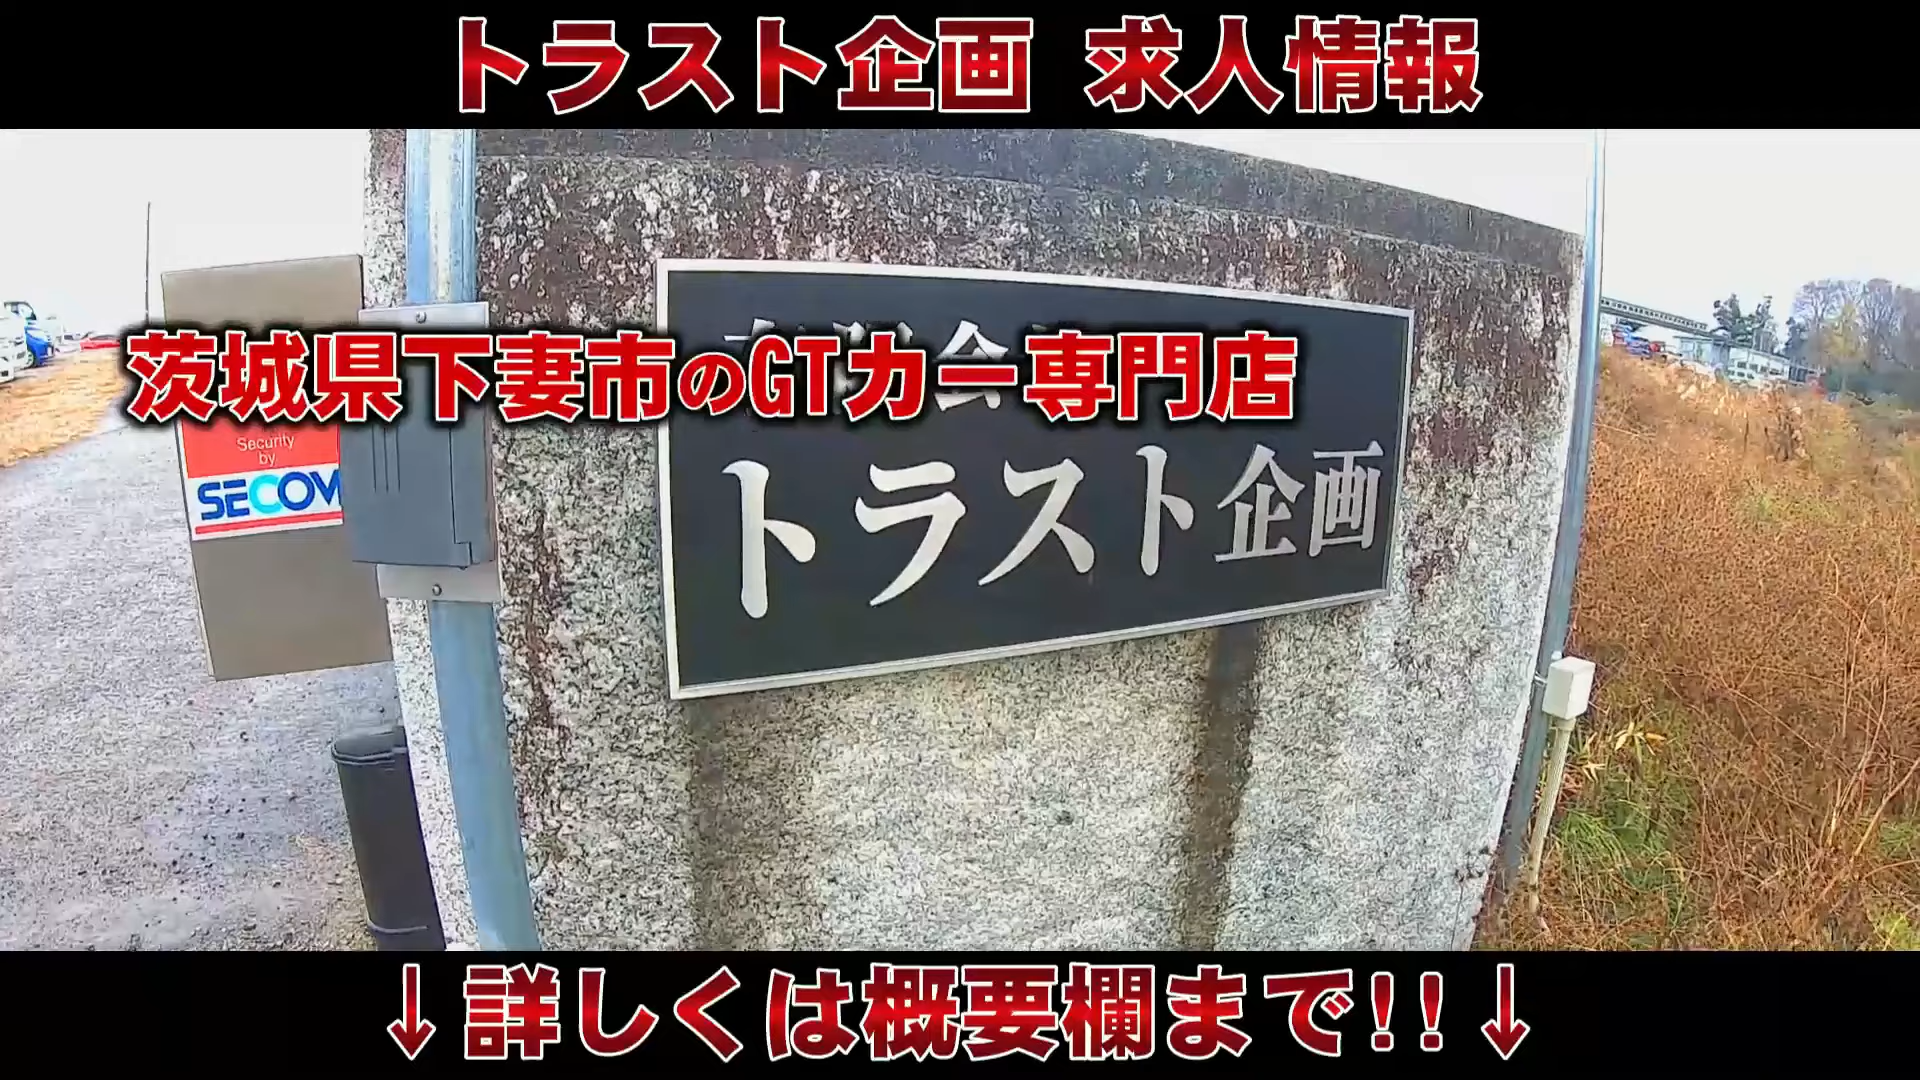 トラスト企画 求人情報
茨城県下妻市のGTカー専門店
Security
by
トラスト企画
↓詳しくは概要欄まで!!↓